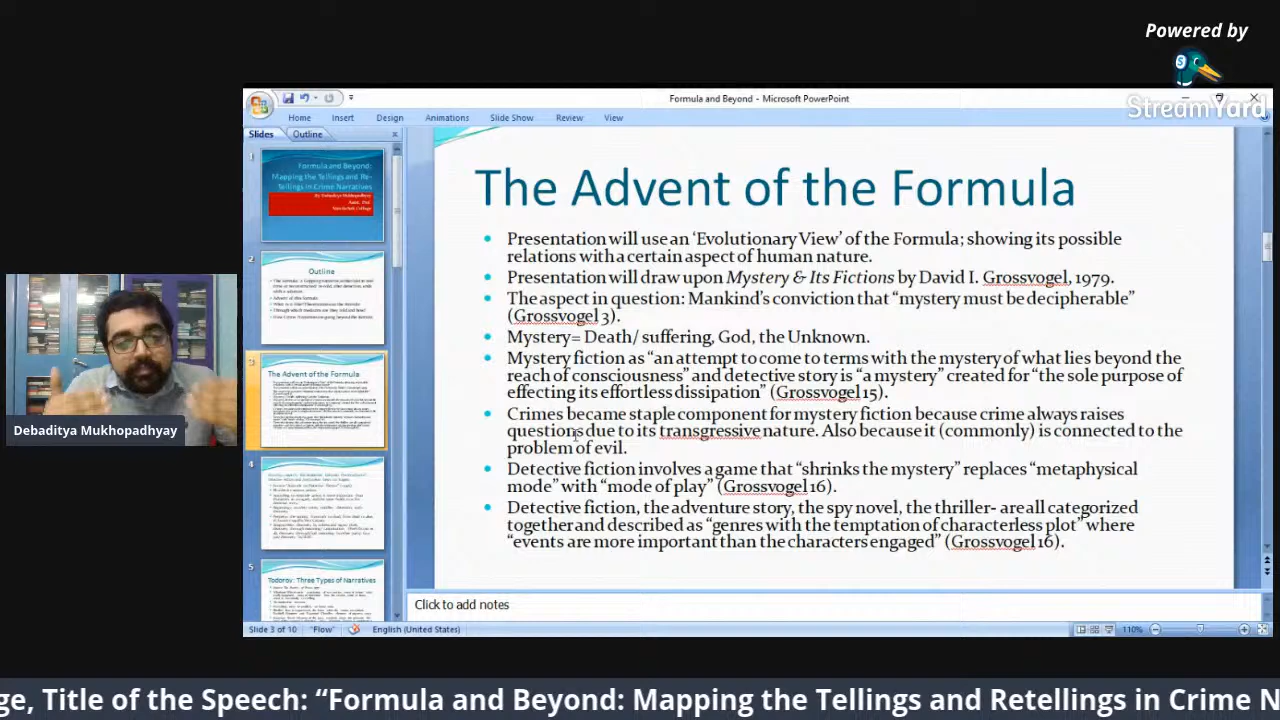 Powered by
StreamYard
Formula and Beyond - Microsoft PowerPoint
Home Insert Design Animations Slide Show Review View
Slides Outline
1
Formula and Beyond:
Mapping the Tellings and Re-
Tellings in Crime Narratives
By Debaditya Mukhopadhyay
2
Outline
3
The Advent of the Formula
4
5
Todorov: Three Types of Narratives
The Advent of the Formula
• Presentation will use an ‘Evolutionary View’ of the Formula; showing its possible
relations with a certain aspect of human nature.
• Presentation will draw upon Mystery & Its Fictions by David I. Grossvogel, 1979.
• The aspect in question: Mankind’s conviction that “mystery must be decipherable”
(Grossvogel 3).
• Mystery= Death/ suffering, God, the Unknown.
• Mystery fiction as “an attempt to come to terms with the mystery of what lies beyond the
reach of consciousness” and detective story is “a mystery” created for the sole purpose of
effecting its effortless dissipation” (Grossvogel 15).
• Crimes become staple component for mystery fiction because crime always raises
questions due to its transgressive nature. Also because it (commonly) is connected to the
problem of evil.
• Detective fiction involves a genre that “shrinks the mystery” replaces “metaphysical
mode” with “mode of play” (Grossvogel 16).
• Detective fiction, the adventure story, the spy novel, the thriller- are all categorized
together and described as “genres with the temptation of characterless plot” where
“events are more important than the characters engaged” (Grossvogel 16).
Click to add notes
Slide 3 of 10 "Flow" English (United States) 110%
Debaditya Mukhopadhyay
ge, Title of the Speech: “Formula and Beyond: Mapping the Tellings and Retellings in Crime N